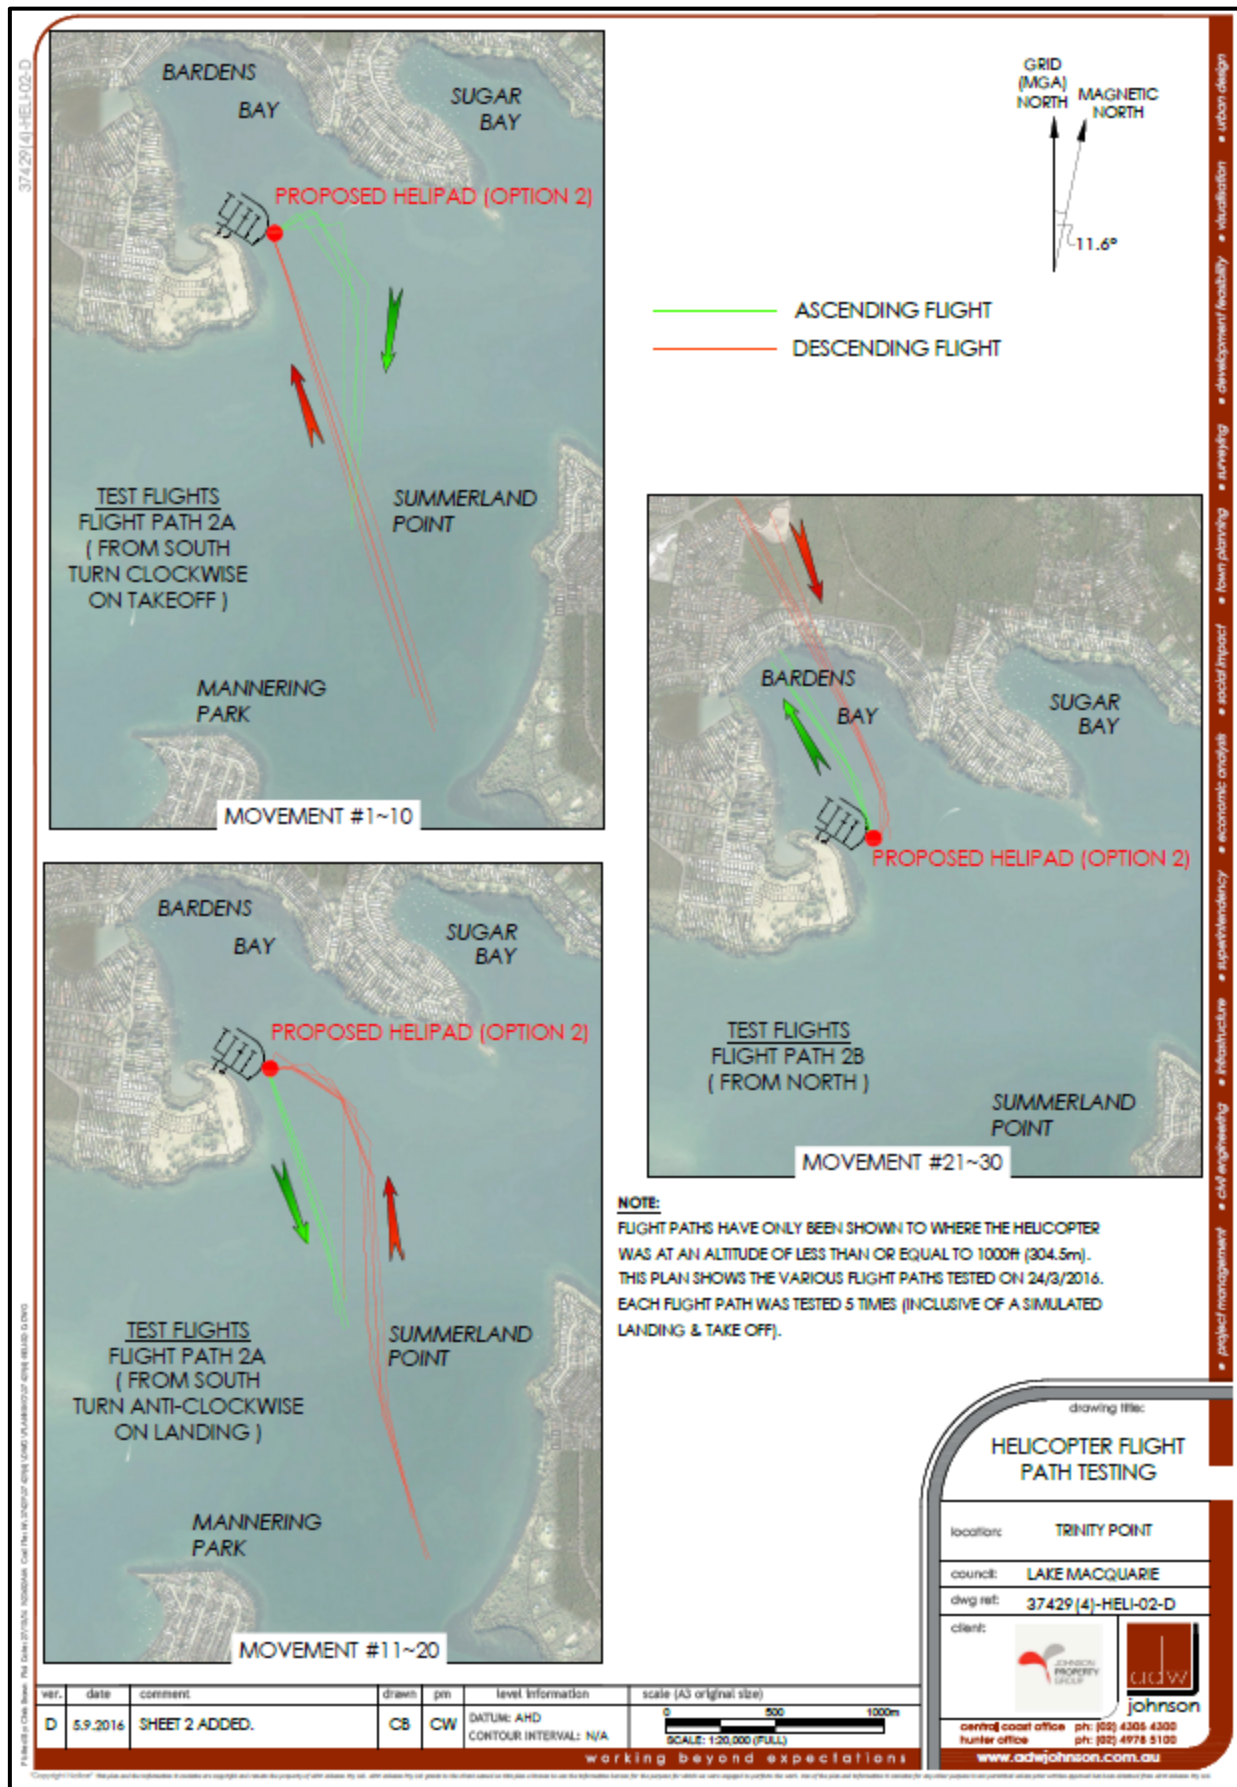 37429(4)-HELI-02-D
BARDENS
BAY
SUGAR
BAY
PROPOSED HELIPAD (OPTION 2)
TEST FLIGHTS
FLIGHT PATH 2A
( FROM SOUTH
TURN CLOCKWISE
ON TAKEOFF )
SUMMERLAND
POINT
MANNERING
PARK
MOVEMENT #1~10
GRID
(MGA)
NORTH
MAGNETIC
NORTH
11.6°
ASCENDING FLIGHT
DESCENDING FLIGHT
BARDENS
BAY
SUGAR
BAY
PROPOSED HELIPAD (OPTION 2)
TEST FLIGHTS
FLIGHT PATH 2B
( FROM NORTH )
SUMMERLAND
POINT
MOVEMENT #21~30
BARDENS
BAY
SUGAR
BAY
PROPOSED HELIPAD (OPTION 2)
TEST FLIGHTS
FLIGHT PATH 2A
( FROM SOUTH
TURN ANTI-CLOCKWISE
ON LANDING )
SUMMERLAND
POINT
MANNERING
PARK
MOVEMENT #11~20
NOTE:
FLIGHT PATHS HAVE ONLY BEEN SHOWN TO WHERE THE HELICOPTER
WAS AT AN ALTITUDE OF LESS THAN OR EQUAL TO 1000ft (304.5m).
THIS PLAN SHOWS THE VARIOUS FLIGHT PATHS TESTED ON 24/3/2016.
EACH FLIGHT PATH WAS TESTED 5 TIMES (INCLUSIVE OF A SIMULATED
LANDING & TAKE OFF).
• project management • civil engineering • infrastructure • superintendency • economic analysis • social impact • town planning • surveying • development feasibility • visualisation • urban design
drawing title:
HELICOPTER FLIGHT
PATH TESTING
location: TRINITY POINT
council: LAKE MACQUARIE
dwg ref: 37429(4)-HELI-02-D
client:
JOHNSON
PROPERTY
GROUP
adw
johnson
central coast office ph: (02) 4305 4300
hunter office ph: (02) 4978 5100
www.adwjohnson.com.au
ver. date comment drawn pm level information scale (A3 original size)
D 5.9.2016 SHEET 2 ADDED. CB CW DATUM: AHD
CONTOUR INTERVAL: N/A
0 500 1000m
SCALE: 1:20,000 (FULL)
working beyond expectations